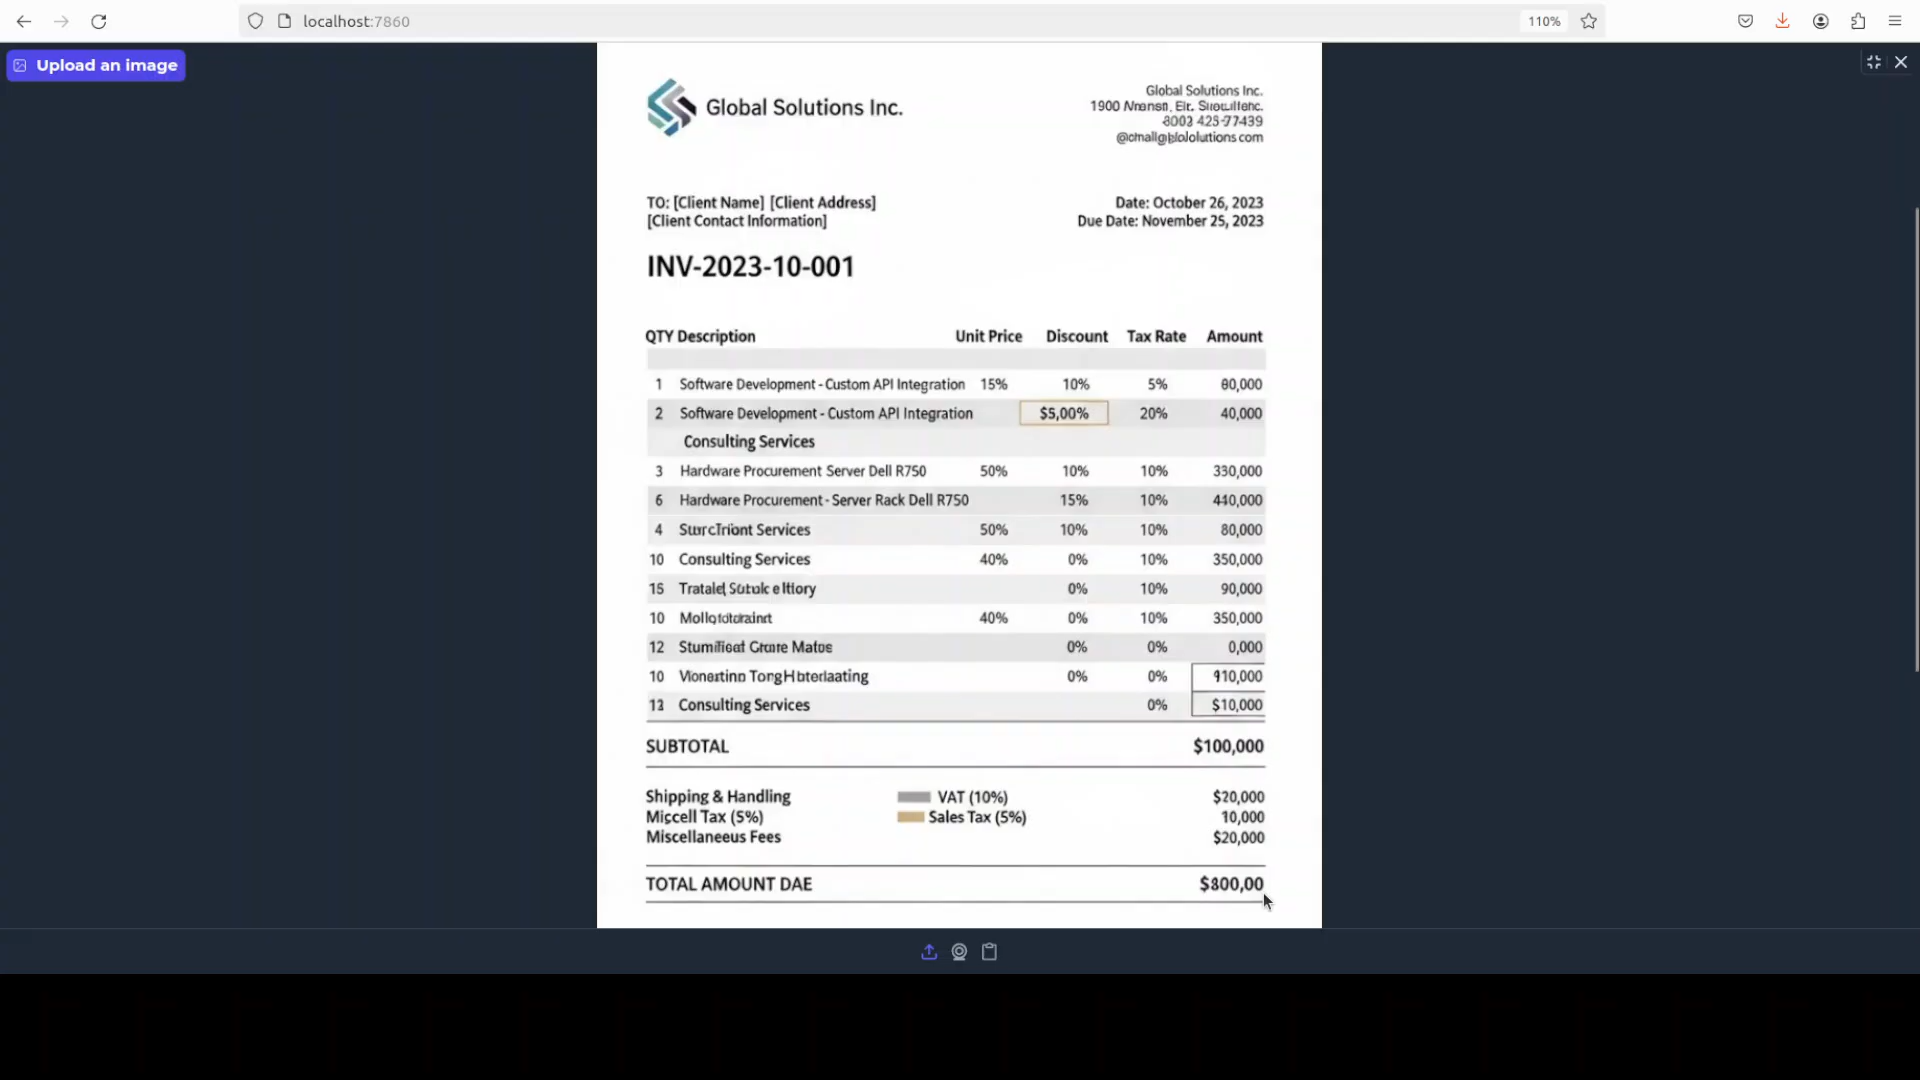 localhost:7860
110%
Upload an image
Global Solutions Inc.
Global Solutions Inc.
1900
TO: [Client Name] [Client Address]
[Client Contact Information]
Date: October 26, 2023
Due Date: November 25, 2023
INV-2023-10-001
QTY Description Unit Price Discount Tax Rate Amount
1 Software Development - Custom API Integration 15% 10% 5%
2 Software Development - Custom API Integration $5,00% 20% 40,000
Consulting Services
3 Hardware Procurement Server Dell R750 50% 10% 10% 330,000
6 Hardware Procurement - Server Rack Dell R750 15% 10% 440,000
4 Services 50% 10% 10% 80,000
10 Consulting Services 40% 0% 10% 350,000
15 0% 10% 90,000
10 40% 0% 10% 350,000
12 0% 0% 0,000
10 0% 0% 910,000
13 Consulting Services 0% $10,000
SUBTOTAL $100,000
Shipping & Handling VAT (10%) $20,000
Miccell Tax (5%) Sales Tax (5%) 10,000
Miscellaneeus Fees $20,000
TOTAL AMOUNT DAE $800,00